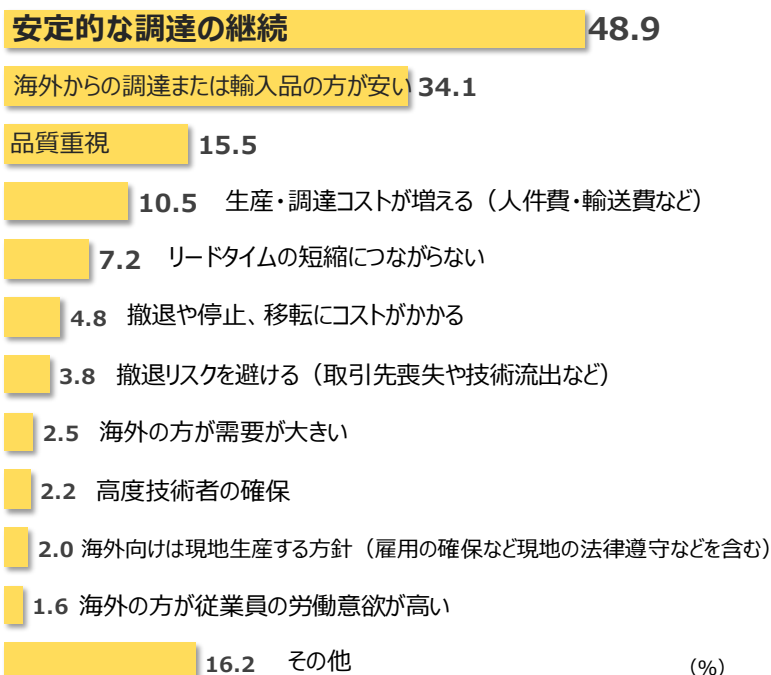 安定的な調達の継続 48.9
海外からの調達または輸入品の方が安い 34.1
品質重視 15.5
10.5 生産・調達コストが増える（人件費・輸送費など）
7.2 リードタイムの短縮につながらない
4.8 撤退や停止、移転にコストがかかる
3.8 撤退リスクを避ける（取引先喪失や技術流出など）
2.5 海外の方が需要が大きい
2.2 高度技術者の確保
2.0 海外向けは現地生産する方針（雇用の確保など現地の法律遵守などを含む）
1.6 海外の方が従業員の労働意欲が高い
16.2 その他 （%）